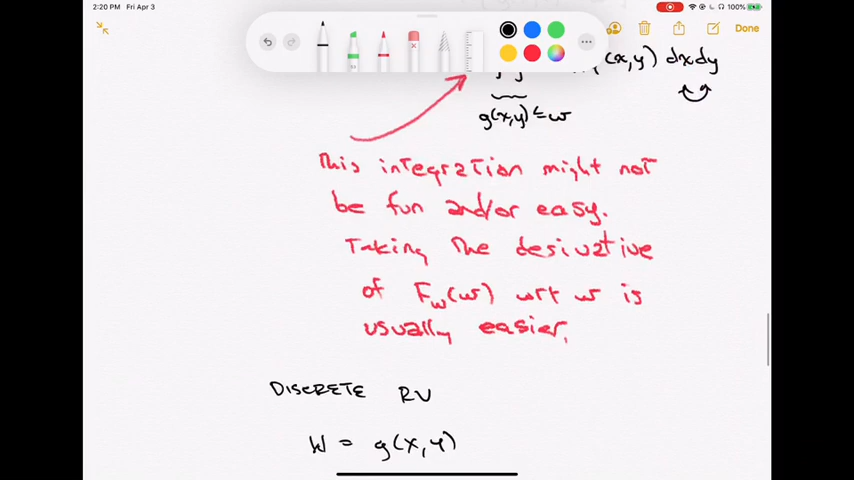 2:20 PM Fri Apr 3
100%
Done
(x,y) dxdy
g(x,y) ≤ w
This integration might not
be fun and/or easy.
Taking the derivative
of Fw(w) wrt w is
usually easier.
DISCRETE RV
W = g(X,Y)